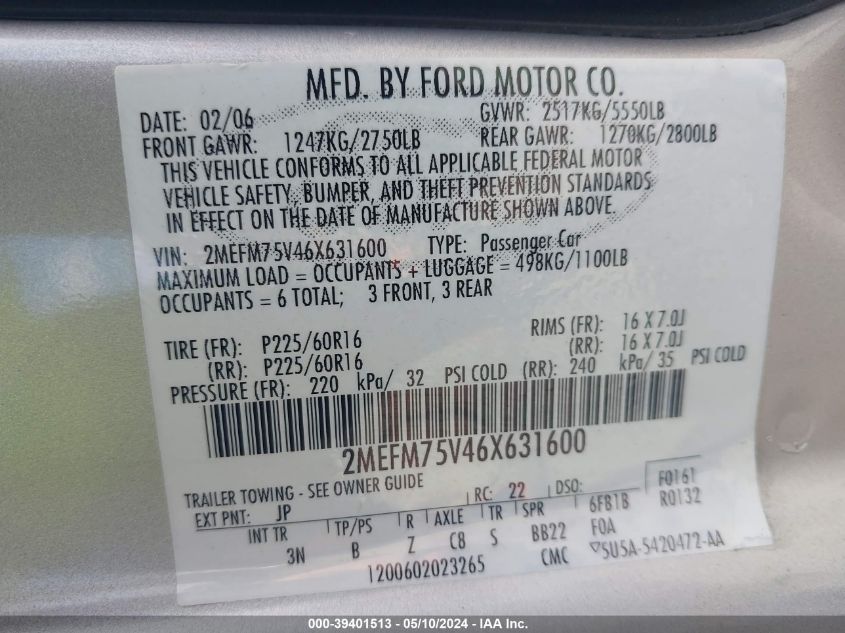 MFD. BY FORD MOTOR CO.
DATE: 02/06 GVWR: 2517KG/5550LB
FRONT GAWR: 1247KG/2750LB REAR GAWR: 1270KG/2800LB
THIS VEHICLE CONFORMS TO ALL APPLICABLE FEDERAL MOTOR
VEHICLE SAFETY, BUMPER, AND THEFT PREVENTION STANDARDS
IN EFFECT ON THE DATE OF MANUFACTURE SHOWN ABOVE.
VIN: 2MEFM75V46X631600 TYPE: Passenger Car
MAXIMUM LOAD = OCCUPANTS + LUGGAGE = 498KG/1100LB
OCCUPANTS = 6 TOTAL; 3 FRONT, 3 REAR
TIRE (FR): P225/60R16 RIMS (FR): 16 X 7.0J
(RR): P225/60R16 (RR): 16 X 7.0J
PRESSURE (FR): 220 kPa/ 32 PSI COLD (RR): 240 kPa/ 35 PSI COLD
2MEFM75V46X631600
TRAILER TOWING - SEE OWNER GUIDE
EXT PNT: JP RC: 22 DSO: F0161
INT TR TP/PS R AXLE TR SPR 6FB1B R0132
3N B Z C8 S BB22 F0A
1200602023265 CMC 5U5A-5420472-AA
000-39401513 - 05/10/2024 - IAA Inc.